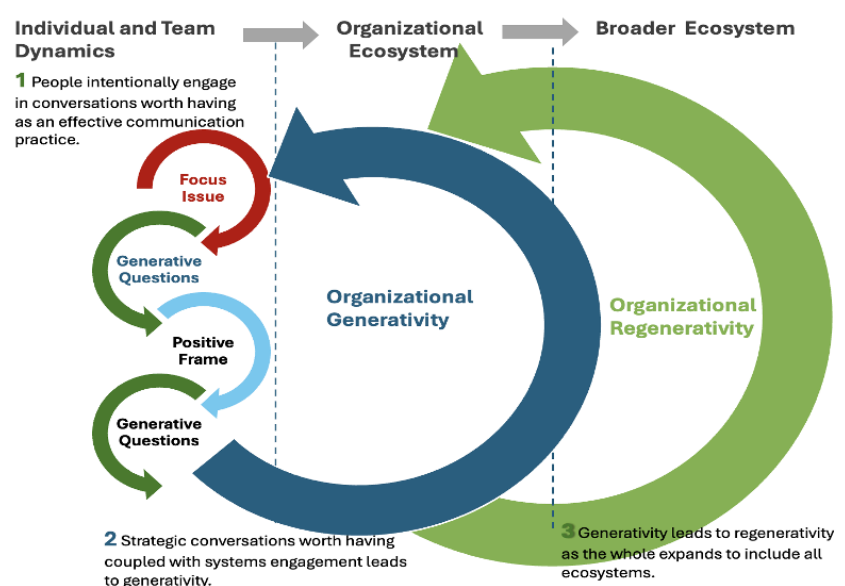 Individual and Team
Dynamics
Organizational
Ecosystem
Broader Ecosystem
1 People intentionally engage
in conversations worth having
as an effective communication
practice.
Focus
Issue
Generative
Questions
Positive
Frame
Generative
Questions
Organizational
Generativity
Organizational
Regenerativity
2 Strategic conversations worth having
coupled with systems engagement leads
to generativity.
3 Generativity leads to regenerativity
as the whole expands to include all
ecosystems.